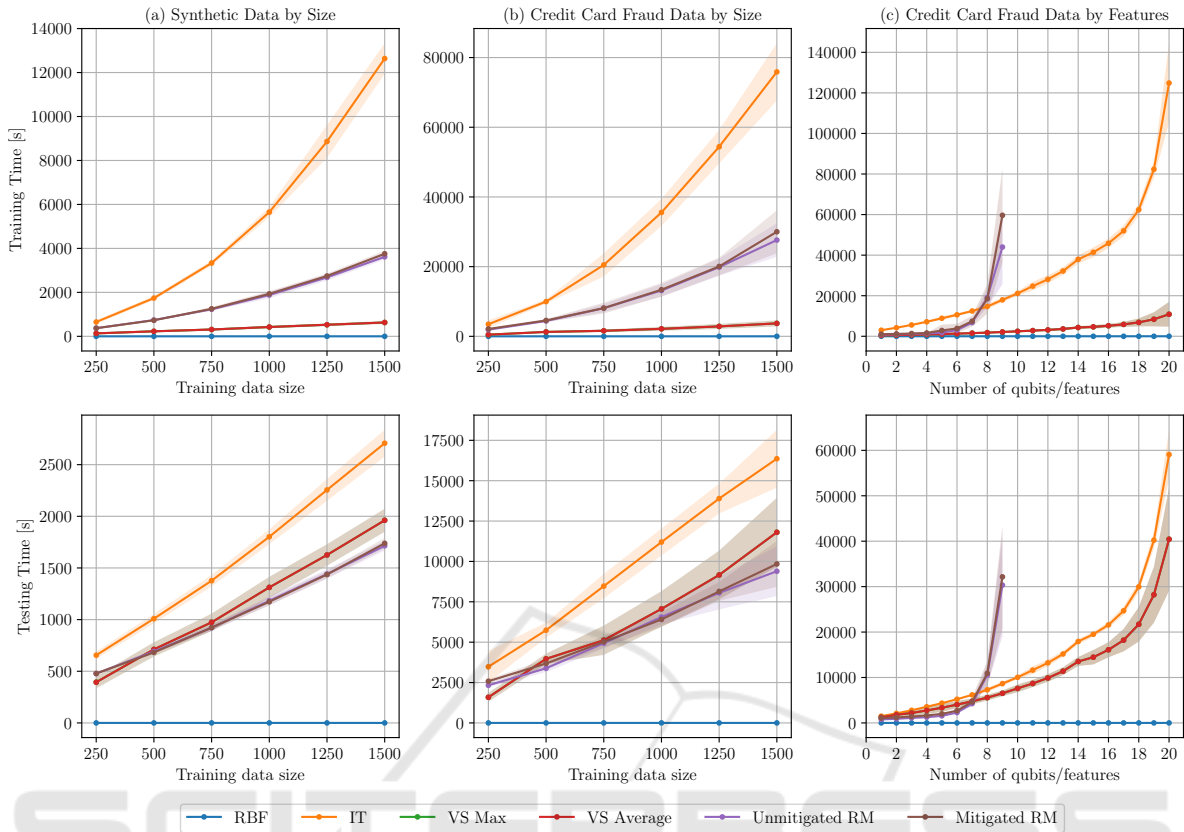 (a) Synthetic Data by Size
(b) Credit Card Fraud Data by Size
(c) Credit Card Fraud Data by Features
Training Time [s]
14000
12000
10000
8000
6000
4000
2000
0
250 500 750 1000 1250 1500
Training data size
80000
60000
40000
20000
0
250 500 750 1000 1250 1500
Training data size
140000
120000
100000
80000
60000
40000
20000
0
0 2 4 6 8 10 12 14 16 18 20
Number of qubits/features
Testing Time [s]
2500
2000
1500
1000
500
0
250 500 750 1000 1250 1500
Training data size
17500
15000
12500
10000
7500
5000
2500
0
250 500 750 1000 1250 1500
Training data size
60000
50000
40000
30000
20000
10000
0
0 2 4 6 8 10 12 14 16 18 20
Number of qubits/features
RBF IT VS Max VS Average Unmitigated RM Mitigated RM